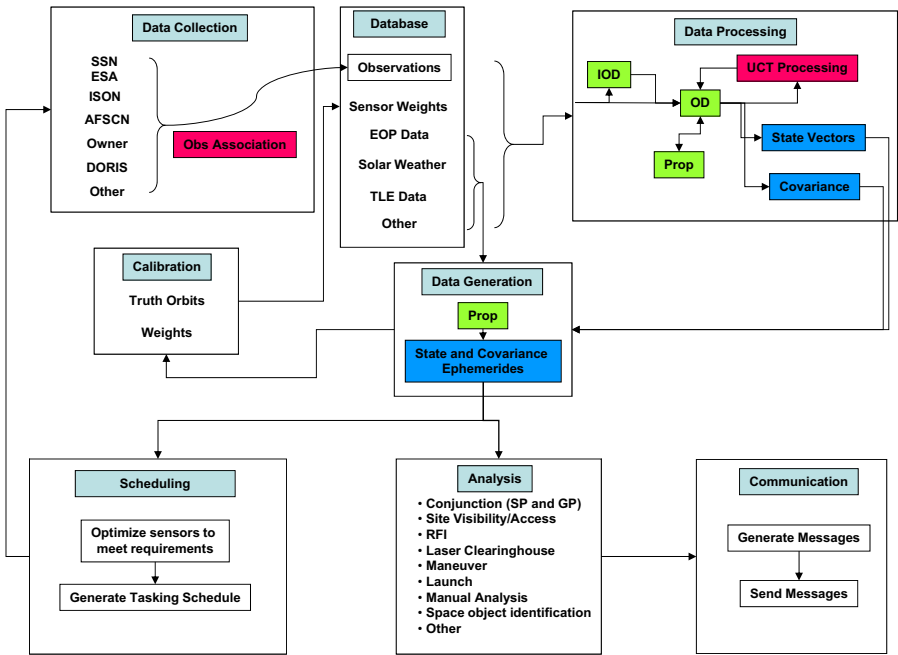 Data Collection
SSN
ESA
ISON
AFSCN
Owner
DORIS
Other
Obs Association
Database
Observations
Sensor Weights
EOP Data
Solar Weather
TLE Data
Other
Data Processing
IOD
UCT Processing
OD
Prop
State Vectors
Covariance
Calibration
Truth Orbits
Weights
Data Generation
Prop
State and Covariance
Ephemerides
Scheduling
Optimize sensors to
meet requirements
Generate Tasking Schedule
Analysis
• Conjunction (SP and GP)
• Site Visibility/Access
• RFI
• Laser Clearinghouse
• Maneuver
• Launch
• Manual Analysis
• Space object identification
• Other
Communication
Generate Messages
Send Messages